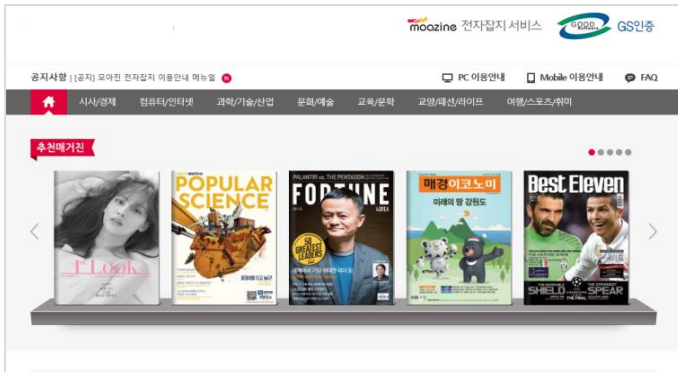 moazine 전자잡지 서비스
GOOD Software
GS인증
공지사항 | [공지] 모아진 전자잡지 이용안내 메뉴얼 N
PC 이용안내
Mobile 이용안내
FAQ
시사/경제 컴퓨터/인터넷 과학/기술/산업 문화/예술 교육/문학 교양/패션/라이프 여행/스포츠/취미
추천매거진
1st Look
POPULAR
SCIENCE
PALANTIR vs. THE PENTAGON
FORTUNE
KOREA
50
GREATEST
LEADERS
매경이코노미
미래의 땅 강원도
Best Eleven
SHIELD
SPEAR
THE FINAL